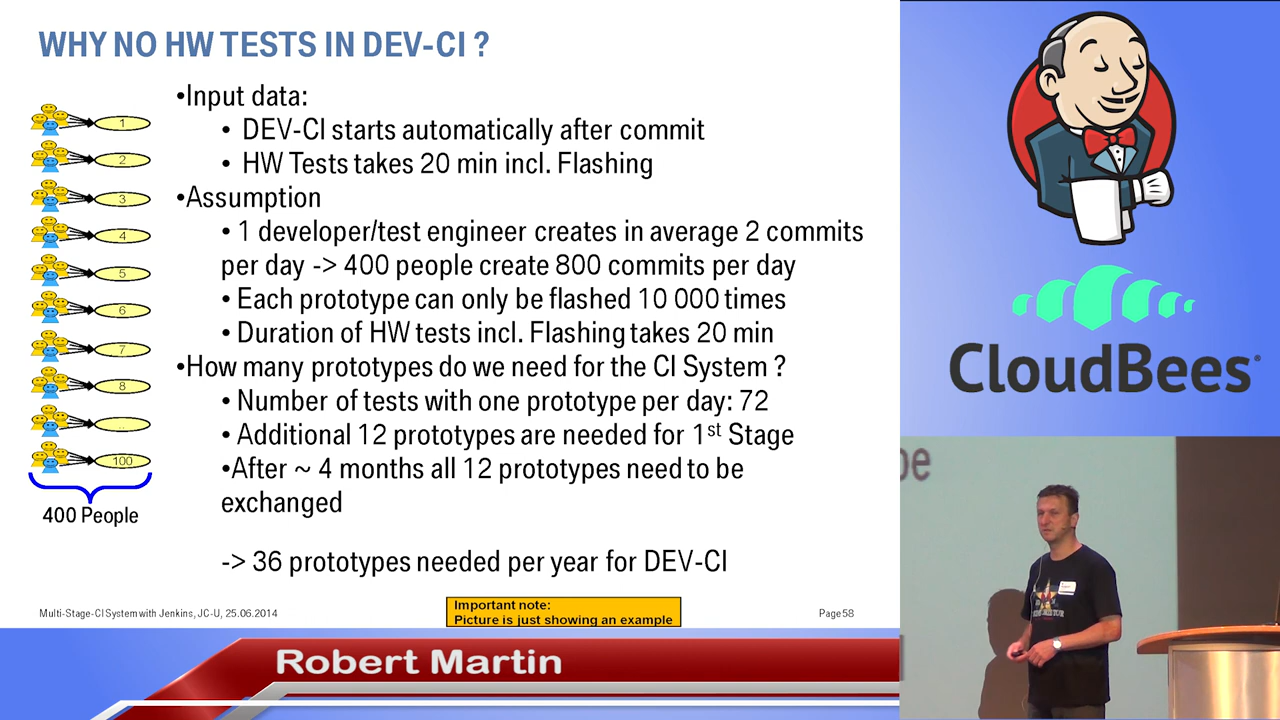 WHY NO HW TESTS IN DEV-CI ?
•Input data:
• DEV-CI starts automatically after commit
• HW Tests takes 20 min incl. Flashing
•Assumption
• 1 developer/test engineer creates in average 2 commits
per day -> 400 people create 800 commits per day
• Each prototype can only be flashed 10 000 times
• Duration of HW tests incl. Flashing takes 20 min
•How many prototypes do we need for the CI System ?
• Number of tests with one prototype per day: 72
• Additional 12 prototypes are needed for 1st Stage
•After ~ 4 months all 12 prototypes need to be
exchanged
-> 36 prototypes needed per year for DEV-CI
1
2
3
4
5
6
7
8
..
100
400 People
Multi-Stage-CI System with Jenkins, JC-U, 25.06.2014
Important note:
Picture is just showing an example
Page 58
Robert Martin
CloudBees